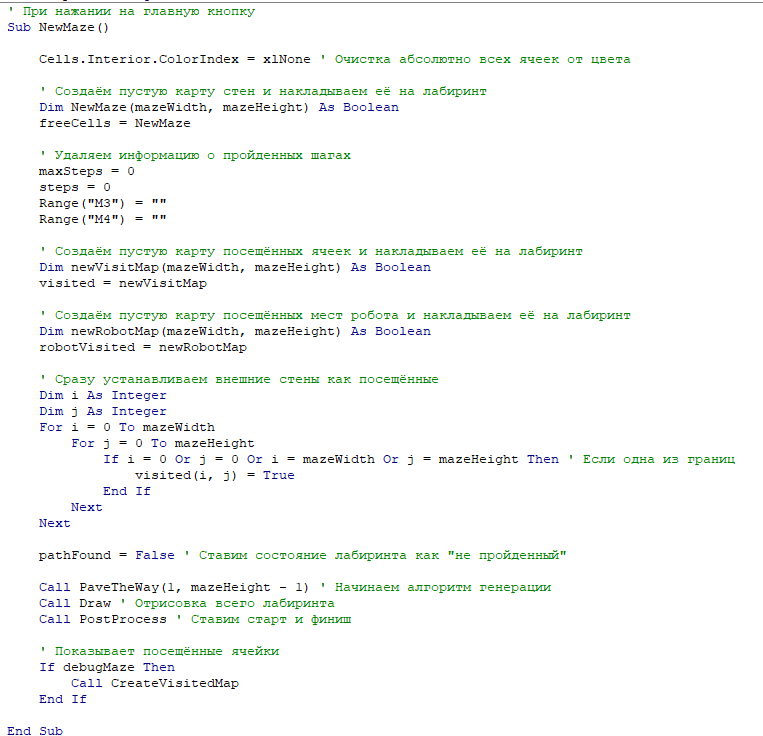 ' При нажании на главную кнопку
Sub NewMaze()
Cells.Interior.ColorIndex = xlNone ' Очистка абсолютно всех ячеек от цвета
' Создаём пустую карту стен и накладываем её на лабиринт
Dim NewMaze(mazeWidth, mazeHeight) As Boolean
freeCells = NewMaze
' Удаляем информацию о пройденных шагах
maxSteps = 0
steps = 0
Range("M3") = ""
Range("M4") = ""
' Создаём пустую карту посещённых ячеек и накладываем её на лабиринт
Dim newVisitMap(mazeWidth, mazeHeight) As Boolean
visited = newVisitMap
' Создаём пустую карту посещённых мест робота и накладываем её на лабиринт
Dim newRobotMap(mazeWidth, mazeHeight) As Boolean
robotVisited = newRobotMap
' Сразу устанавливаем внешние стены как посещённые
Dim i As Integer
Dim j As Integer
For i = 0 To mazeWidth
For j = 0 To mazeHeight
If i = 0 Or j = 0 Or i = mazeWidth Or j = mazeHeight Then ' Если одна из границ
visited(i, j) = True
End If
Next
Next
pathFound = False ' Ставим состояние лабиринта как "не пройденный"
Call PaveTheWay(1, mazeHeight - 1) ' Начинаем алгоритм генерации
Call Draw ' Отрисовка всего лабиринта
Call PostProcess ' Ставим старт и финиш
' Показывает посещённые ячейки
If debugMaze Then
Call CreateVisitedMap
End If
End Sub